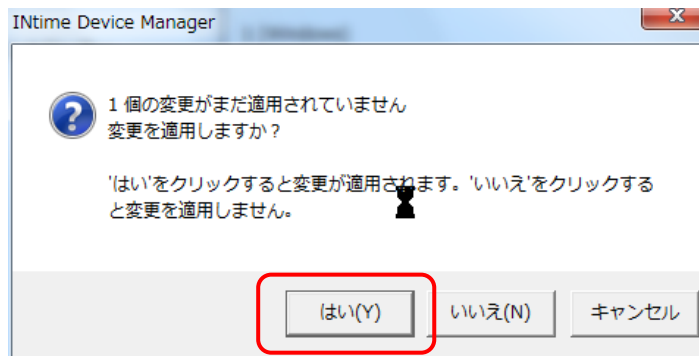 INtime Device Manager
1 個の変更がまだ適用されていません
変更を適用しますか？
'はい'をクリックすると変更が適用されます。'いいえ'をクリックする
と変更を適用しません。
はい(Y)
いいえ(N)
キャンセル